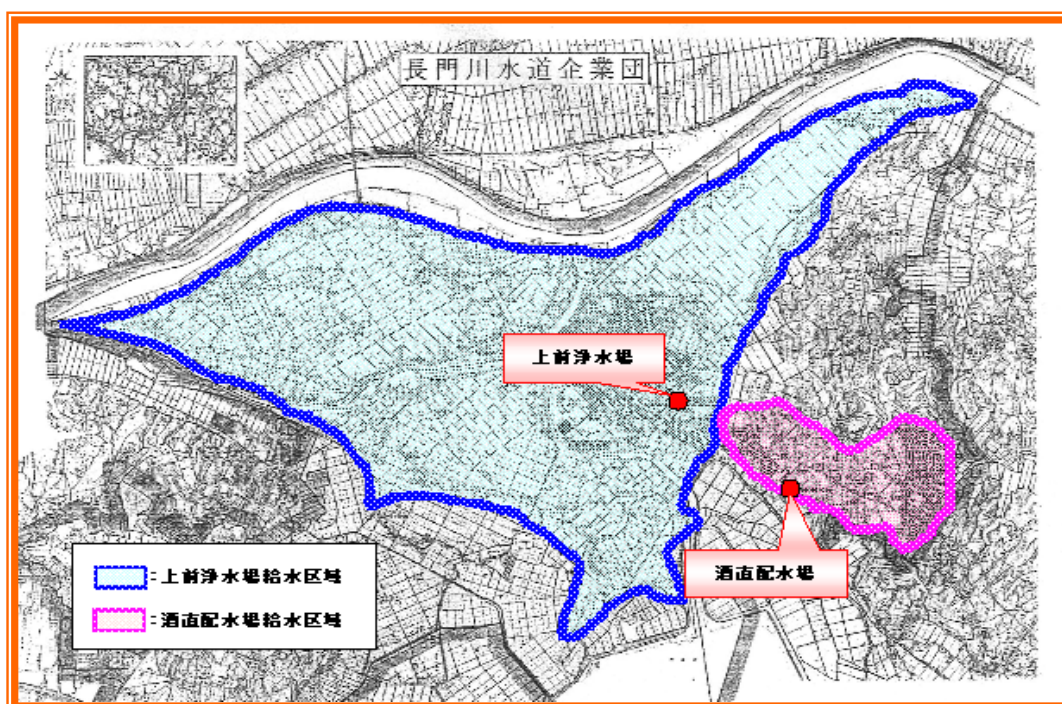 長門川水道企業団
上前浄水場
酒直配水場
:上前浄水場給水区域
:酒直配水場給水区域